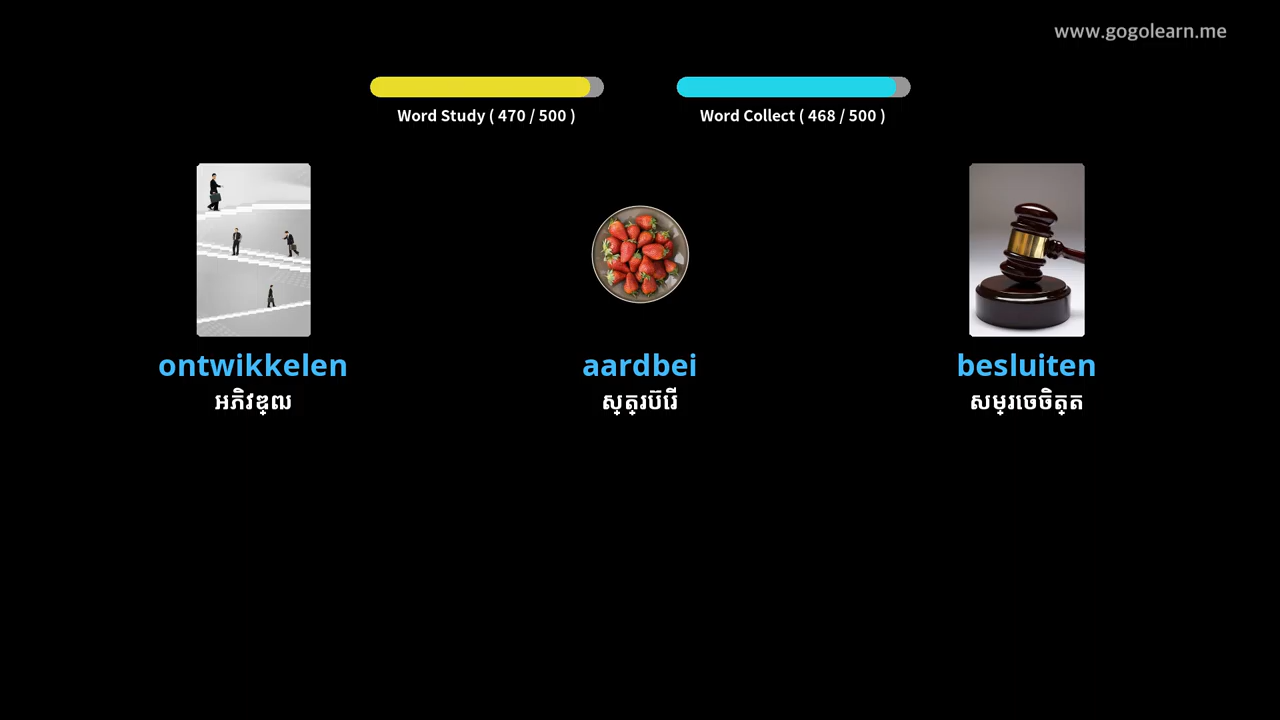 www.gogolearn.me
Word Study ( 470 / 500 )
Word Collect ( 468 / 500 )
ontwikkelen
អភិវឌ្ឍ
aardbei
ស្ត្របឺរី
besluiten
សម្រេចចិត្ត